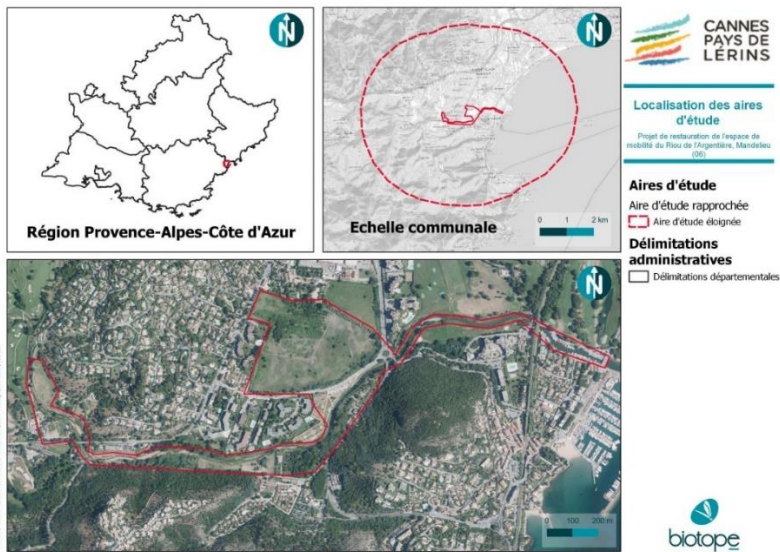 N
Région Provence-Alpes-Côte d'Azur
N
Echelle communale
0 1 2 km
CANNES
PAYS DE
LÉRINS
Localisation des aires
d'étude
Projet de restauration de l'espace de
mobilité du Riou de l'Argentière, Mandelieu
(06)
Aires d'étude
Aire d'étude rapprochée
Aire d'étude éloignée
Délimitations
administratives
Délimitations départementales
N
0 100 200 m
biotope